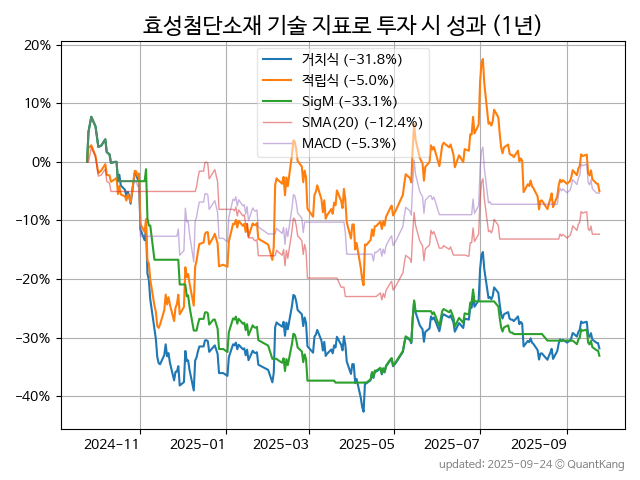 효성첨단소재 기술 지표로 투자 시 성과 (1년)
거치식 (−31.8%)
적립식 (−5.0%)
SigM (−33.1%)
SMA(20) (−12.4%)
MACD (−5.3%)
20%
10%
0%
−10%
−20%
−30%
−40%
2024-11
2025-01
2025-03
2025-05
2025-07
2025-09
updated: 2025-09-24 ⓒ QuantKang